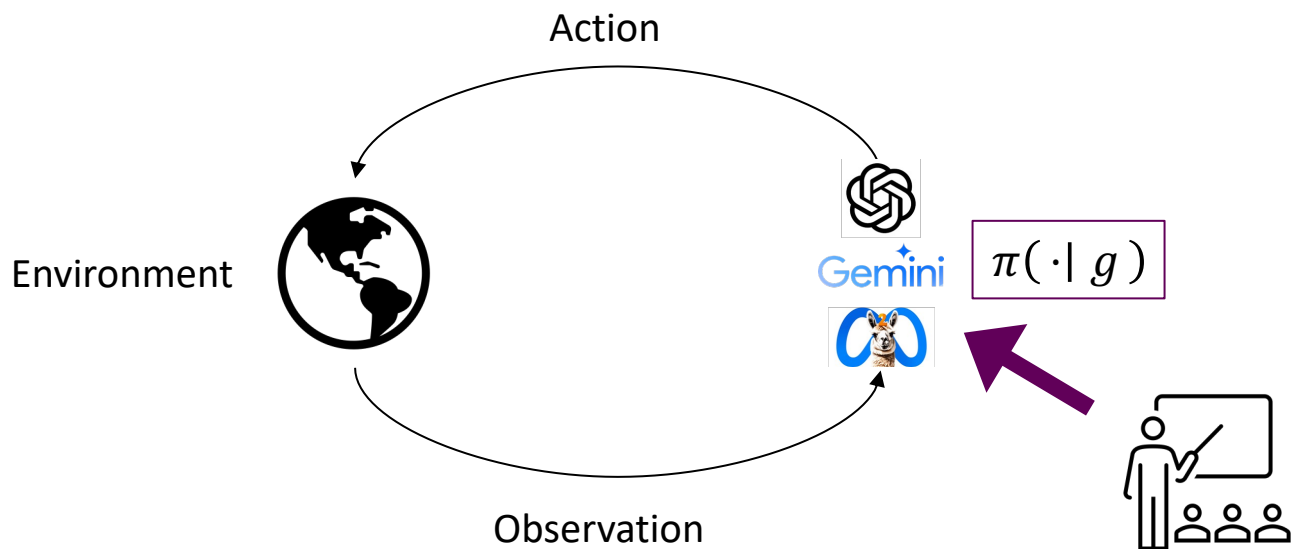 Action
Environment
Gemini
π( ·| g )
Observation